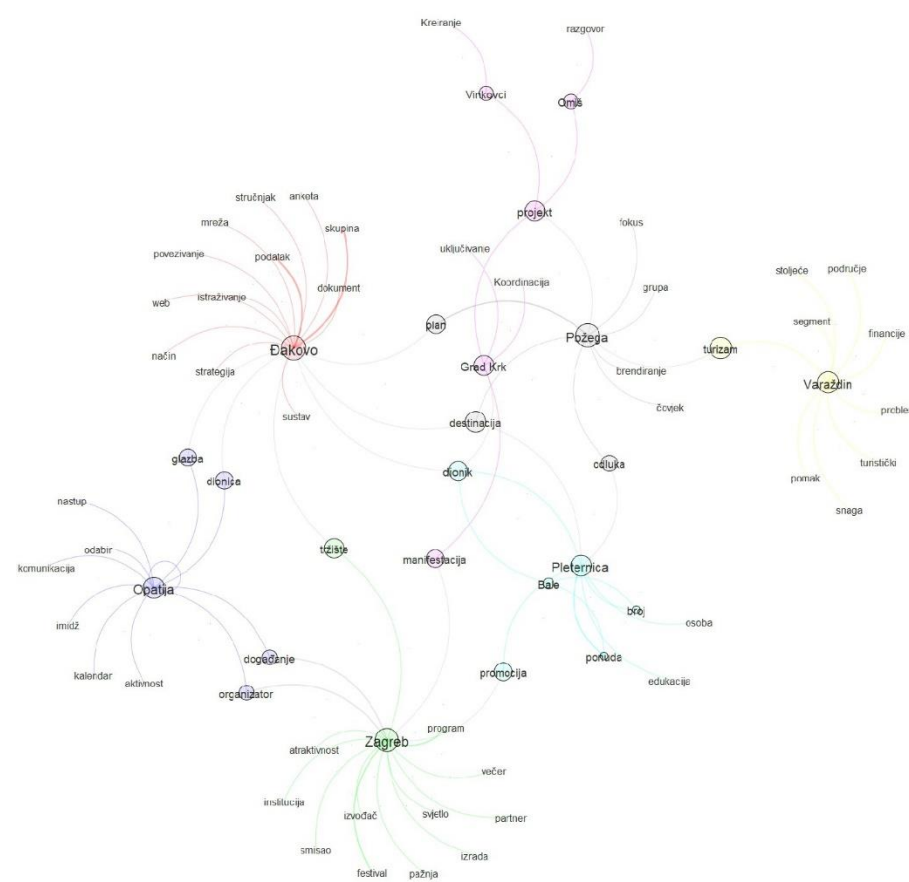 Kreiranje
razgovor
Vinkovci
Omiš
stručnjak
anketa
projekt
mreža
skupina
fokus
uključivanje
povezivanje
podatak
stoljeće
područje
Koordinacija
dokument
grupa
web
istraživanje
segment
plan
financije
Požega
Đakovo
turizam
način
Grad Krk
strategija
brendiranje
Varaždin
čovjek
proble
sustav
destinacija
glazba
dionik
odluka
turistički
dionica
pomak
nastup
snaga
odabir
tržište
manifestacija
komunikacija
Pleternica
Opatija
Bale
broj
imidž
osoba
događanje
ponuda
kalendar
promocija
aktivnost
edukacija
organizator
program
Zagreb
atraktivnost
večer
institucija
izvođač
svjetlo
partner
smisao
izrada
festival
pažnja